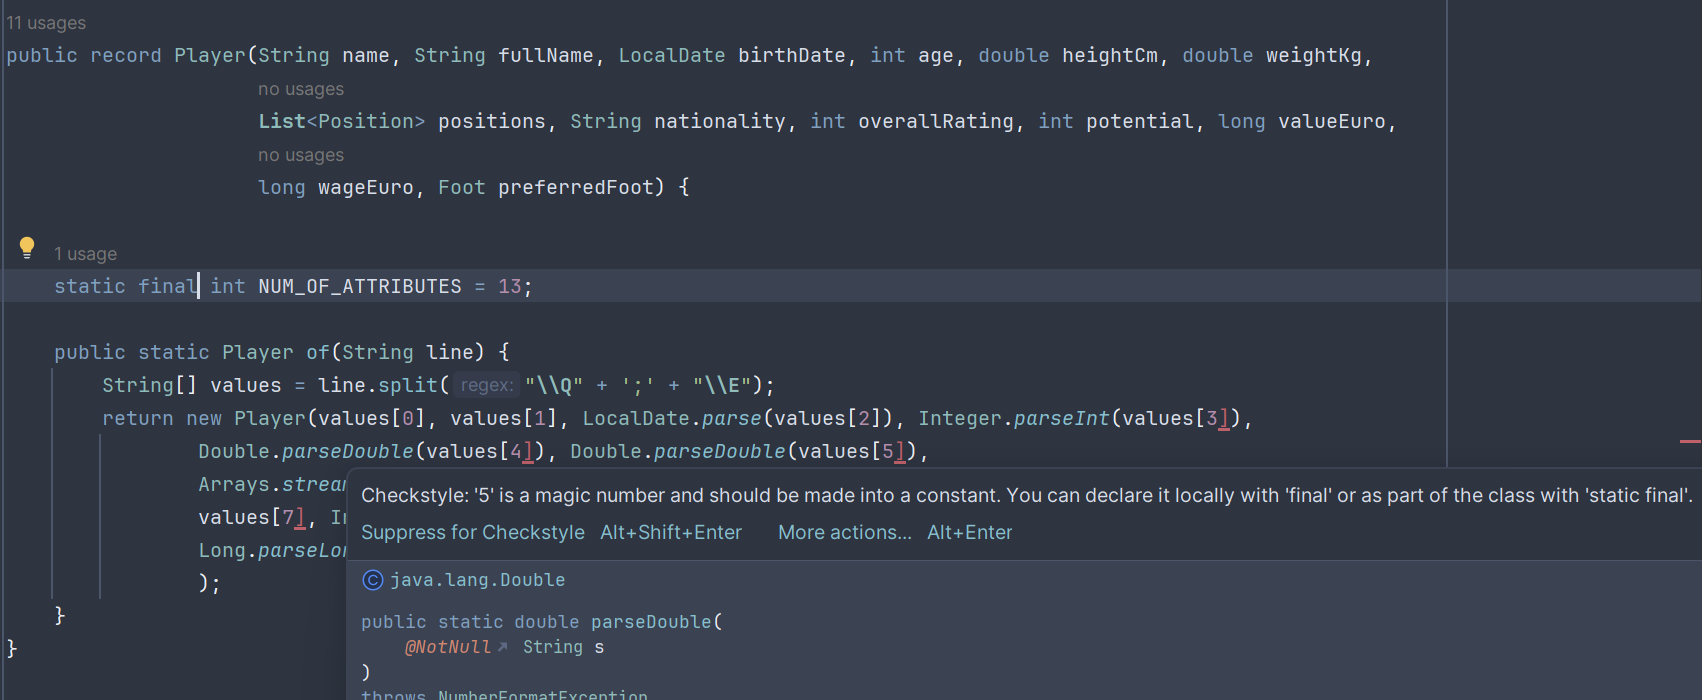 11 usages
public record Player(String name, String fullName, LocalDate birthDate, int age, double heightCm, double weightKg,
no usages
List<Position> positions, String nationality, int overallRating, int potential, long valueEuro,
no usages
long wageEuro, Foot preferredFoot) {
1 usage
static final int NUM_OF_ATTRIBUTES = 13;
public static Player of(String line) {
String[] values = line.split( regex: "\\Q" + ';' + "\\E");
return new Player(values[0], values[1], LocalDate.parse(values[2]), Integer.parseInt(values[3]),
Double.parseDouble(values[4]), Double.parseDouble(values[5]),
Arrays.strea
values[7], I
Long.parseLo
);
}
}
Checkstyle: '5' is a magic number and should be made into a constant. You can declare it locally with 'final' or as part of the class with 'static final'.
Suppress for Checkstyle Alt+Shift+Enter More actions... Alt+Enter
java.lang.Double
public static double parseDouble(
@NotNull String s
)
throws NumberFormatException